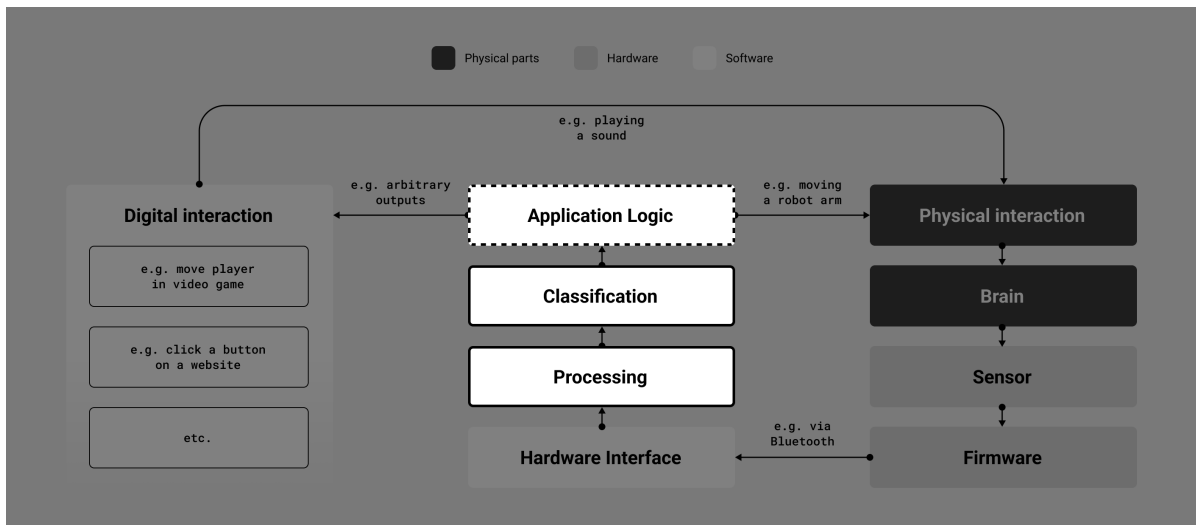 Physical parts
Hardware
Software
e.g. playing
a sound
e.g. arbitrary
outputs
e.g. moving
a robot arm
Digital interaction
Application Logic
Physical interaction
e.g. move player
in video game
Classification
Brain
e.g. click a button
on a website
Processing
Sensor
etc.
e.g. via
Bluetooth
Hardware Interface
Firmware